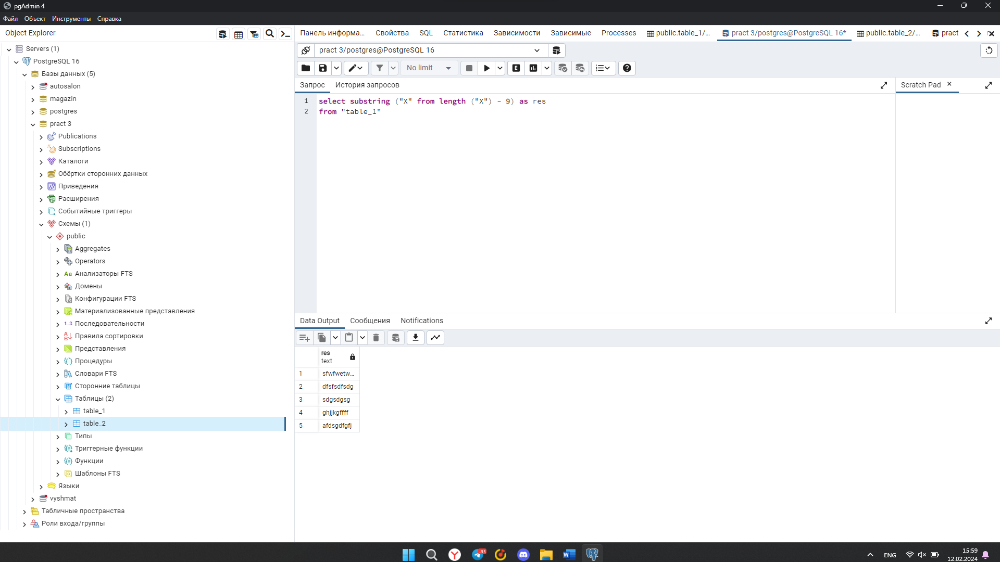 pgAdmin 4
Файл Объект Инструменты Справка
Object Explorer
Панель информа... Свойства SQL Статистика Зависимости Зависимые Processes public.table_1/... pract 3/postgres@PostgreSQL 16* public.table_2/... pract
Servers (1)
PostgreSQL 16
Базы данных (5)
autosalon
magazin
postgres
pract 3
Publications
Subscriptions
Каталоги
Обёртки сторонних данных
Приведения
Расширения
Событийные триггеры
Схемы (1)
public
Aggregates
Operators
Aa Анализаторы FTS
Домены
Конфигурации FTS
Материализованные представления
1..3 Последовательности
Правила сортировки
Представления
Процедуры
Словари FTS
Сторонние таблицы
Таблицы (2)
table_1
table_2
Типы
Триггерные функции
Функции
Шаблоны FTS
Языки
vyshmat
Табличные пространства
Роли входа/группы
pract 3/postgres@PostgreSQL 16
No limit
E
Запрос История запросов
Scratch Pad
1 select substring ("X" from length ("X") - 9) as res
2 from "table_1"
Data Output Сообщения Notifications
res
text
1 sfwfwetw...
2 dfsfsdfsdg
3 sdgsdgsg
4 ghjjkgffff
5 afdsgdfgfj
95
ENG
15:59
12.02.2024